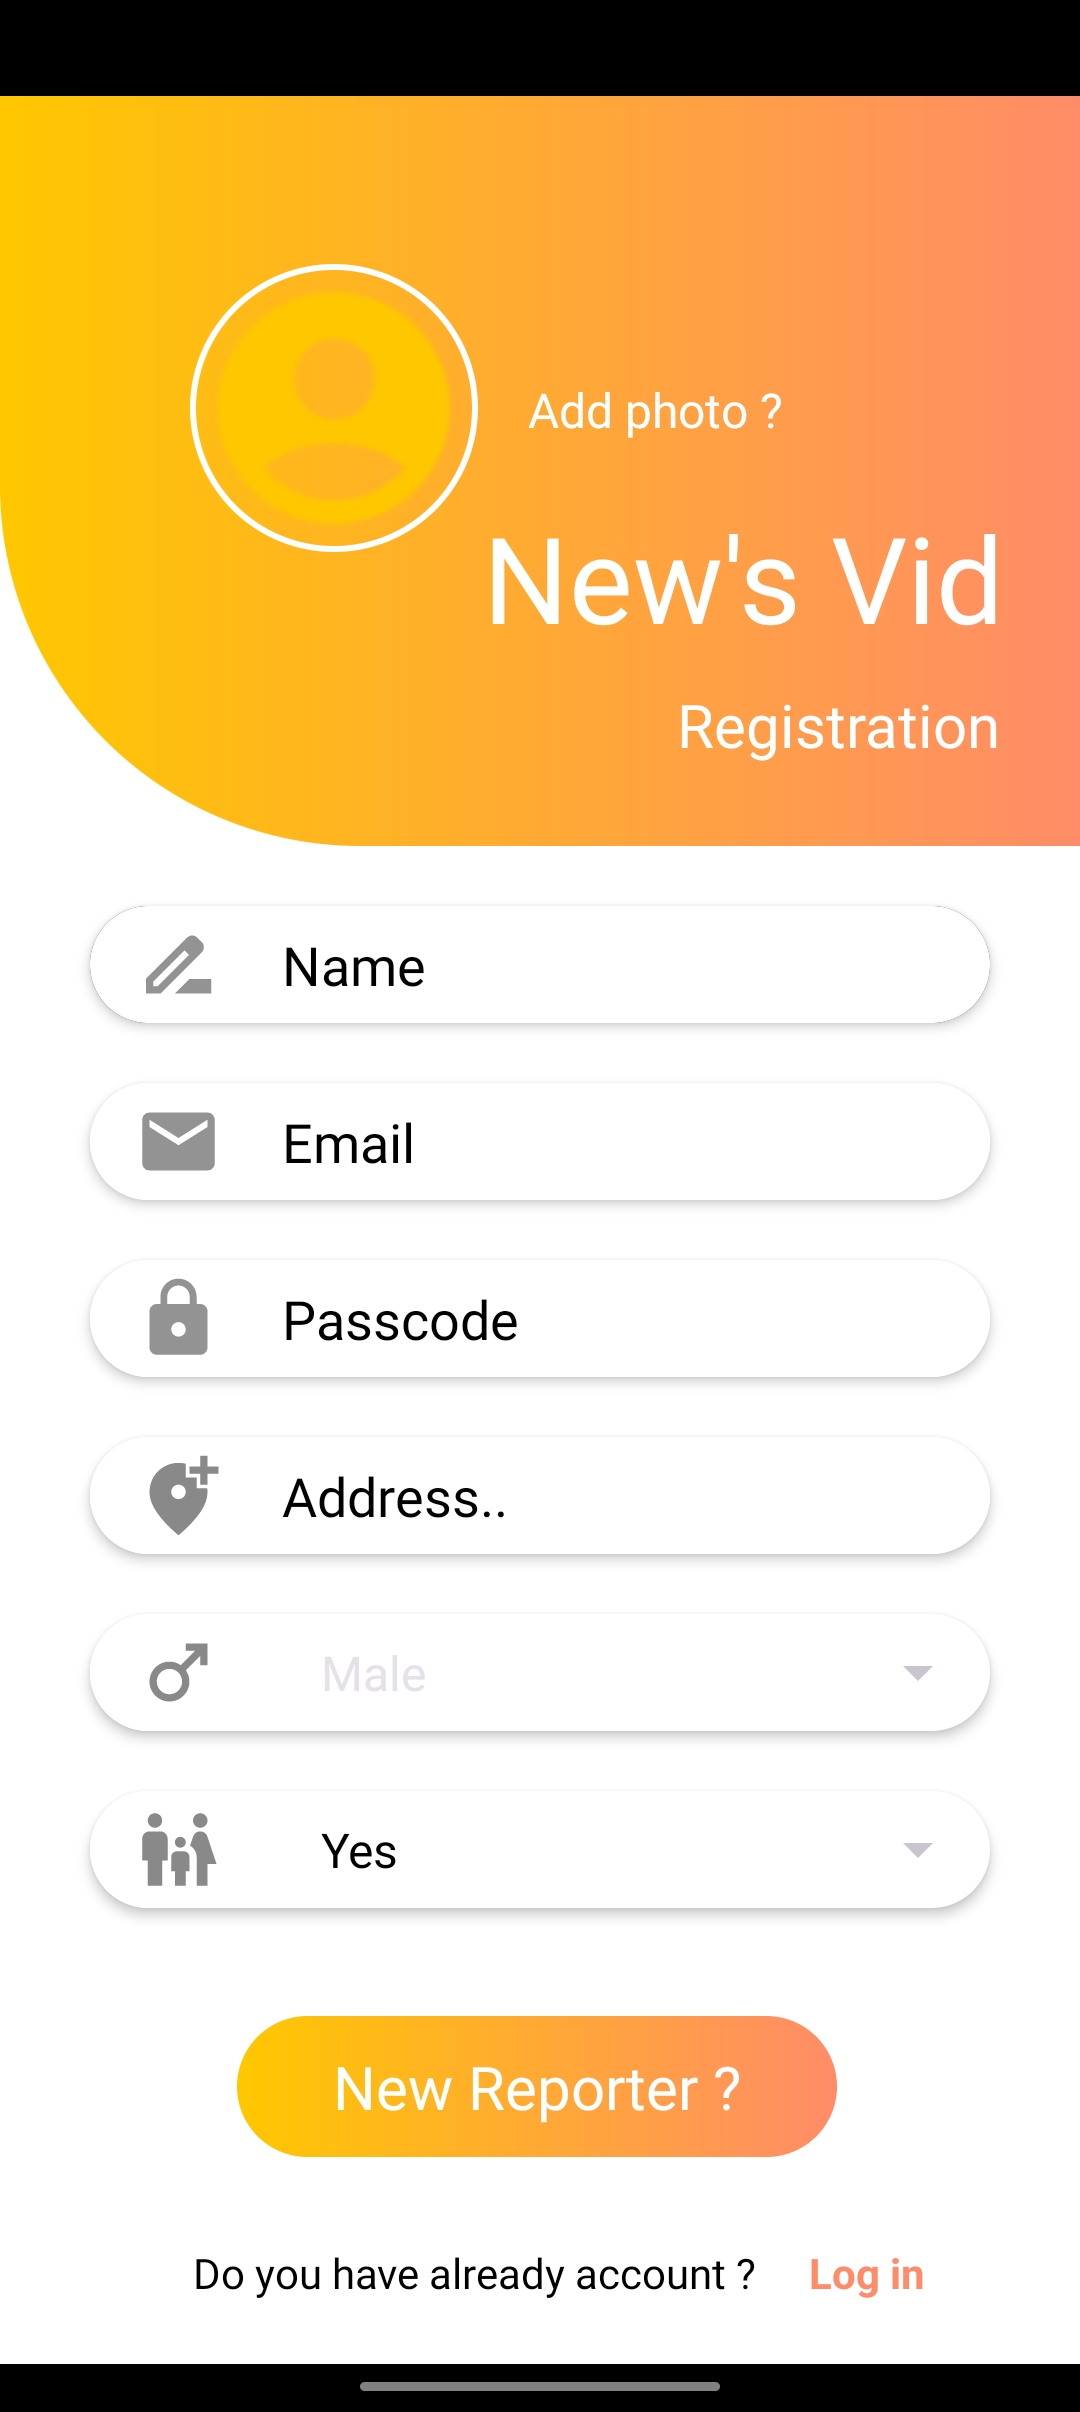 Add photo ?
New's Vid
Registration
Name
Email
Passcode
Address..
Male
Yes
New Reporter ?
Do you have already account ? Log in